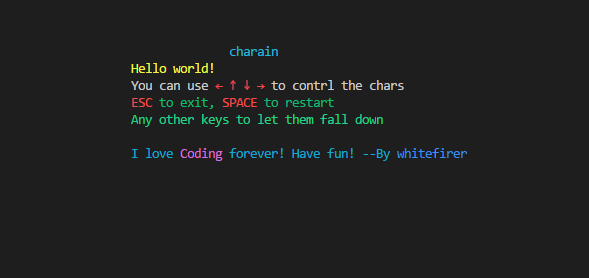 charain
Hello world!
You can use ← ↑ ↓ → to contrl the chars
ESC to exit, SPACE to restart
Any other keys to let them fall down
I love Coding forever! Have fun! --By whitefirer